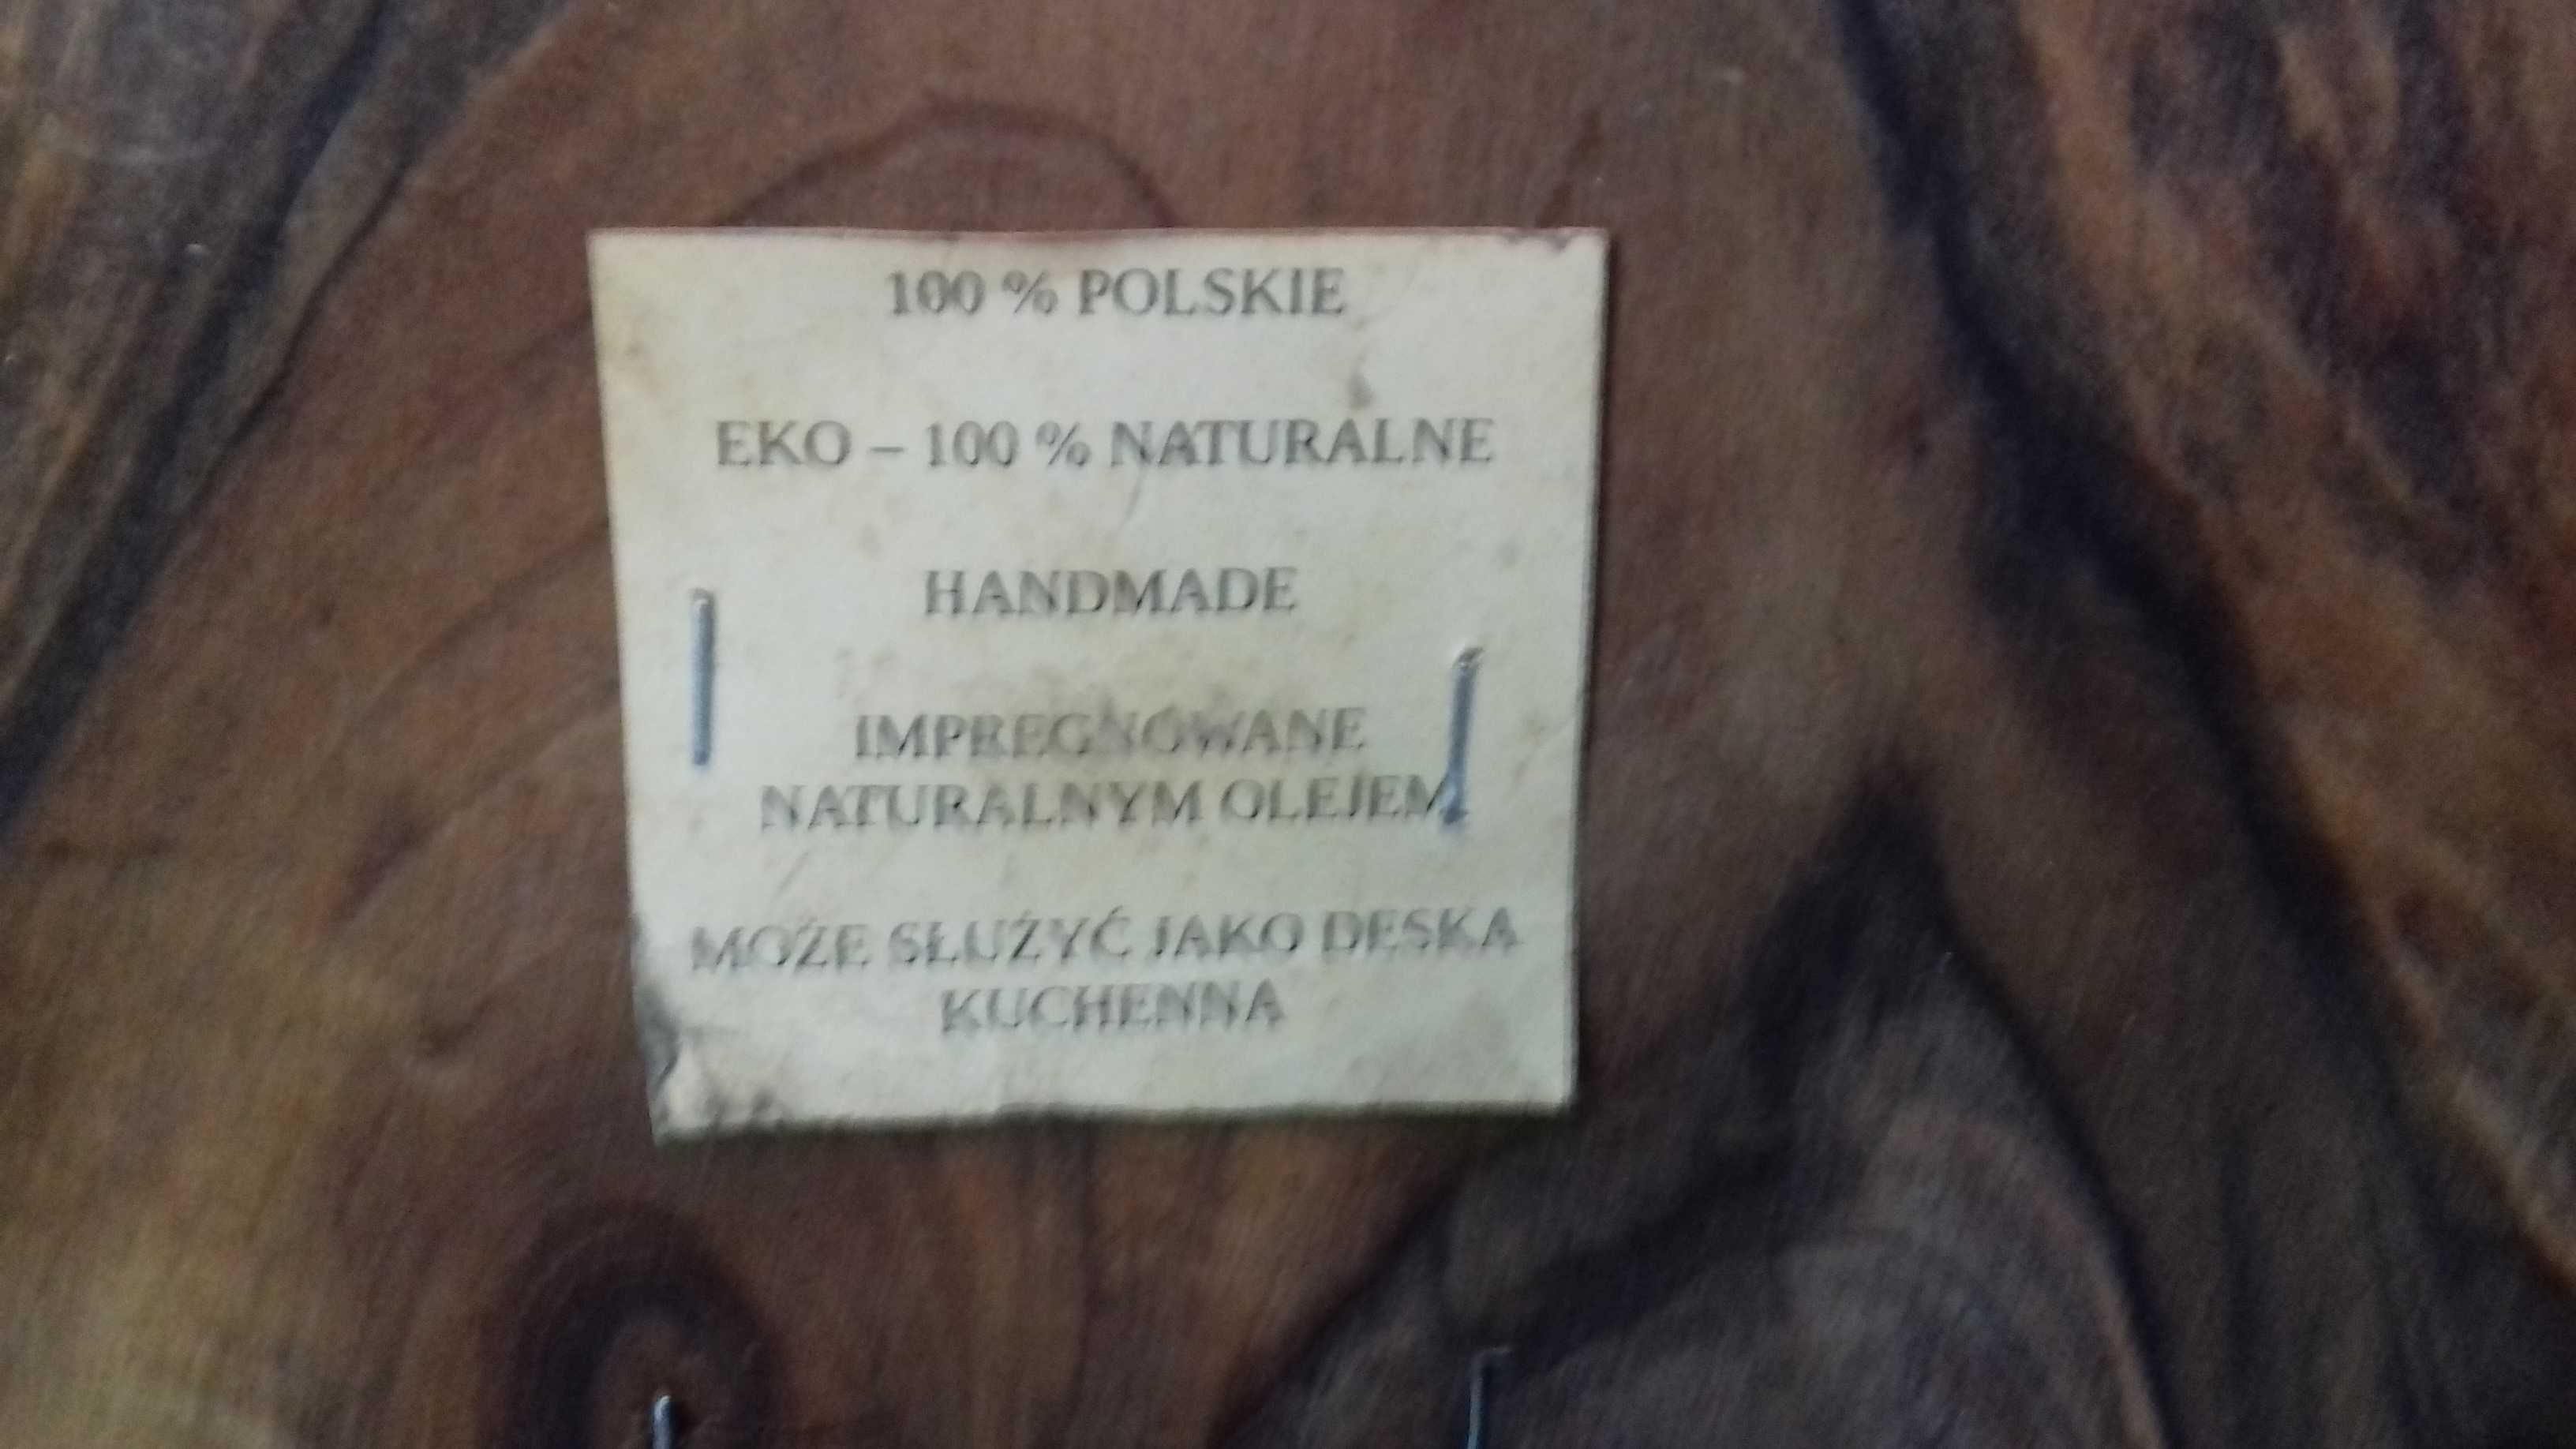 100 % POLSKIE
EKO – 100 % NATURALNE
HANDMADE
IMPREGNOWANE
NATURALNYM OLEJEM
MOŻE SŁUŻYĆ JAKO DESKA
KUCHENNA